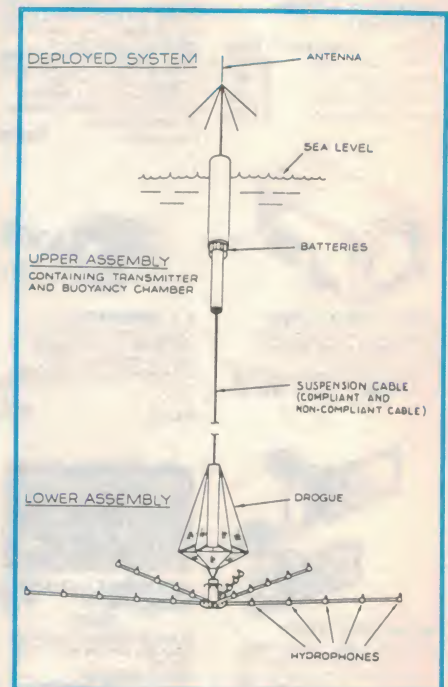 DEPLOYED SYSTEM
ANTENNA
SEA LEVEL
BATTERIES
UPPER ASSEMBLY
CONTAINING TRANSMITTER
AND BUOYANCY CHAMBER
SUSPENSION CABLE
(COMPLIANT AND
NON-COMPLIANT CABLE)
LOWER ASSEMBLY
DROGUE
HYDROPHONES